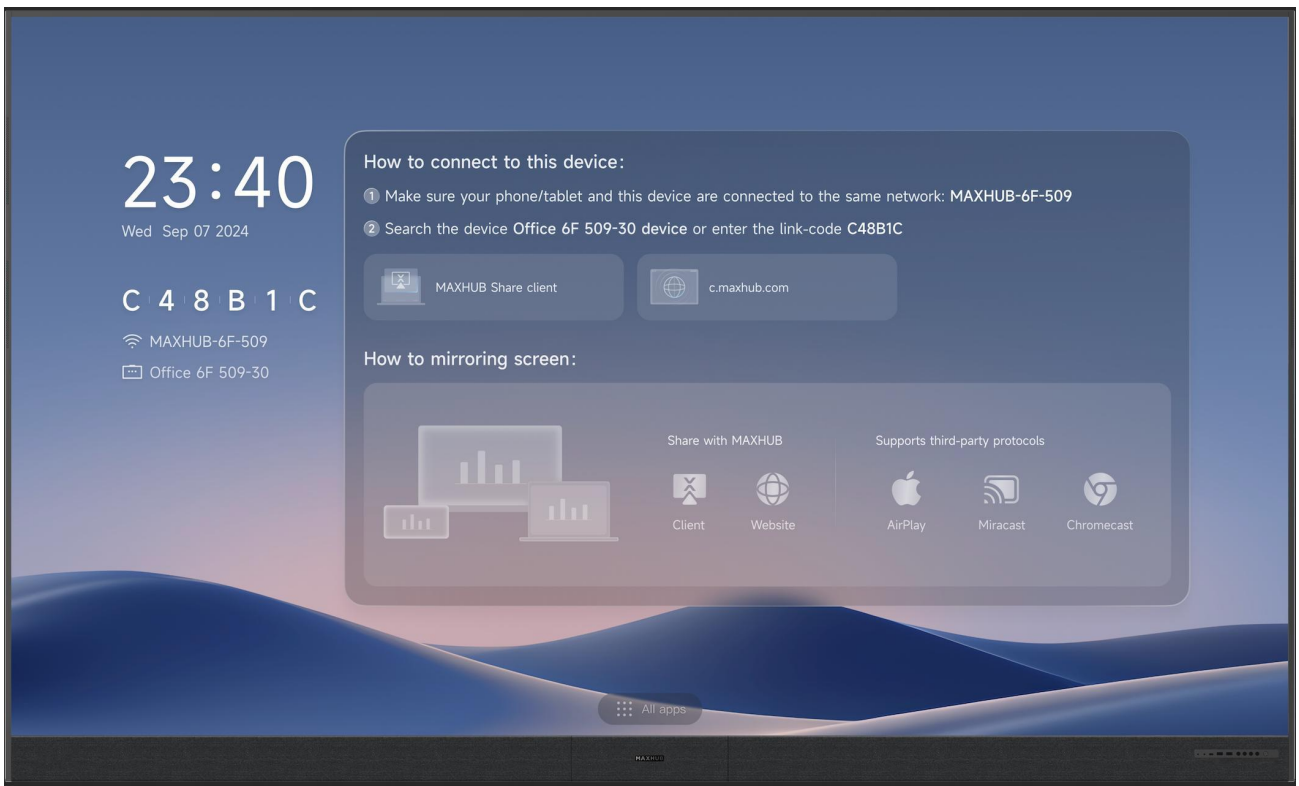 23:40
Wed Sep 07 2024
C 4 8 B 1 C
MAXHUB-6F-509
Office 6F 509-30
How to connect to this device:
1 Make sure your phone/tablet and this device are connected to the same network: MAXHUB-6F-509
2 Search the device Office 6F 509-30 device or enter the link-code C48B1C
MAXHUB Share client
c.maxhub.com
How to mirroring screen:
Share with MAXHUB
Client
Website
Supports third-party protocols
AirPlay
Miracast
Chromecast
All apps
MAXHUB